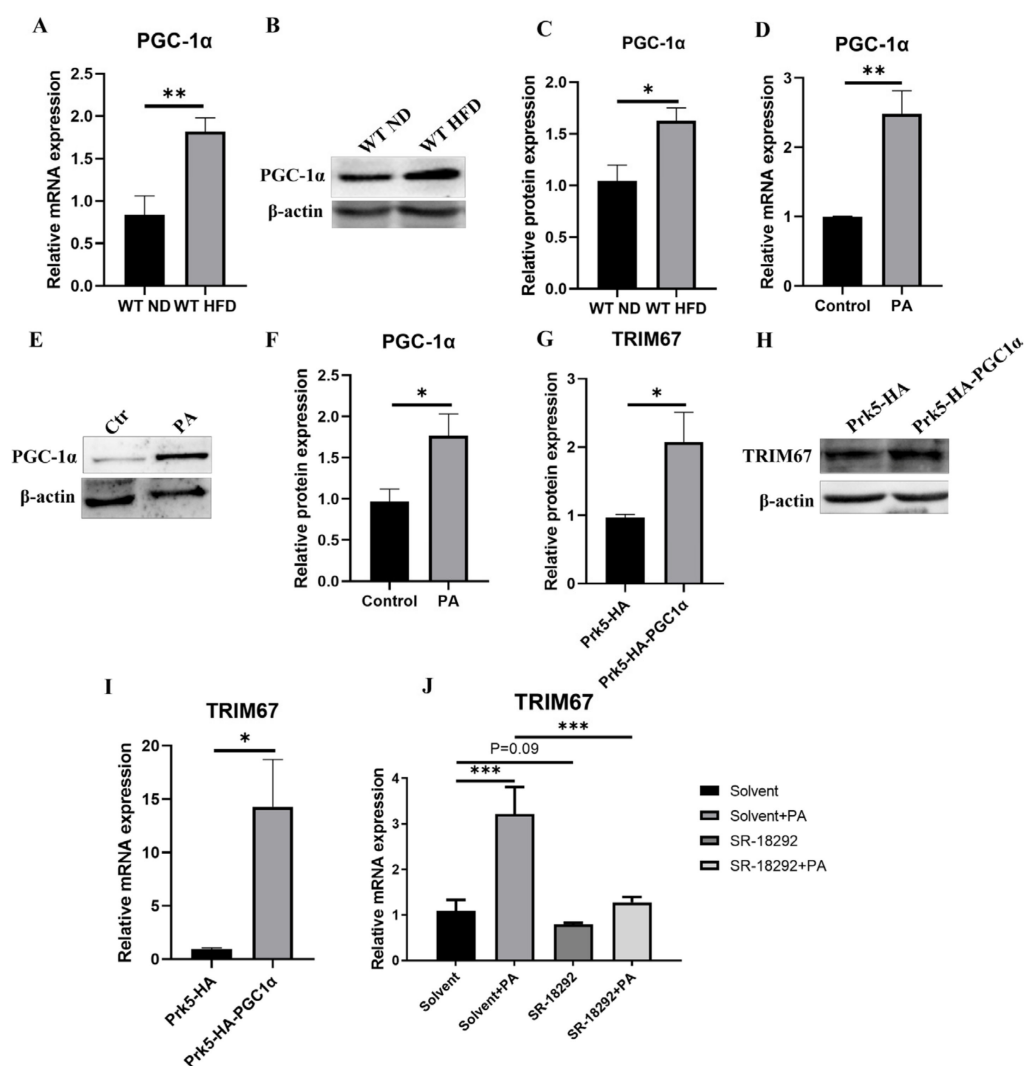 A
PGC-1α
Relative mRNA expression
2.5
2.0
1.5
1.0
0.5
0.0
**
WT ND
WT HFD
B
WT ND
WT HFD
PGC-1α
β-actin
C
PGC-1α
Relative protein expression
2.0
1.5
1.0
0.5
0.0
*
WT ND
WT HFD
D
PGC-1α
Relative mRNA expression
3
2
1
0
**
Control
PA
E
Ctr
PA
PGC-1α
β-actin
F
PGC-1α
Relative protein expression
2.5
2.0
1.5
1.0
0.5
0.0
*
Control
PA
G
TRIM67
Relative protein expression
3
2
1
0
*
Prk5-HA
Prk5-HA-PGC1α
H
Prk5-HA
Prk5-HA-PGC1α
TRIM67
β-actin
I
TRIM67
Relative mRNA expression
20
15
10
5
0
*
Prk5-HA
Prk5-HA-PGC1α
J
TRIM67
***
P=0.09
***
Relative mRNA expression
4
3
2
1
0
Solvent
Solvent+PA
SR-18292
SR-18292+PA
Solvent
Solvent+PA
SR-18292
SR-18292+PA